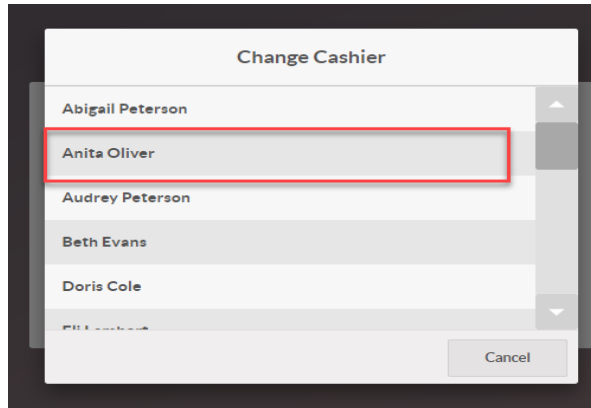 Change Cashier
Abigail Peterson
Anita Oliver
Audrey Peterson
Beth Evans
Doris Cole
Cancel